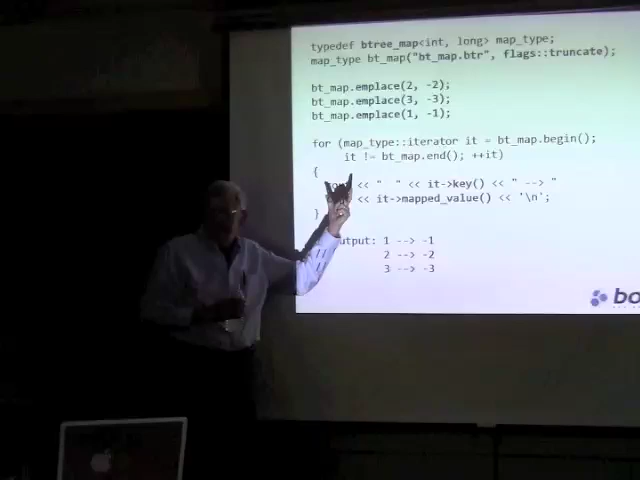 typedef btree_map<int, long> map_type;
map_type bt_map("bt_map.btr", flags::truncate);
bt_map.emplace(2, -2);
bt_map.emplace(3, -3);
bt_map.emplace(1, -1);
for (map_type::iterator it = bt_map.begin();
it != bt_map.end(); ++it)
{
<< " " << it->key() << " --> "
<< it->mapped_value() << '\n';
}
// 1 --> -1
// 2 --> -2
3 --> -3
bo